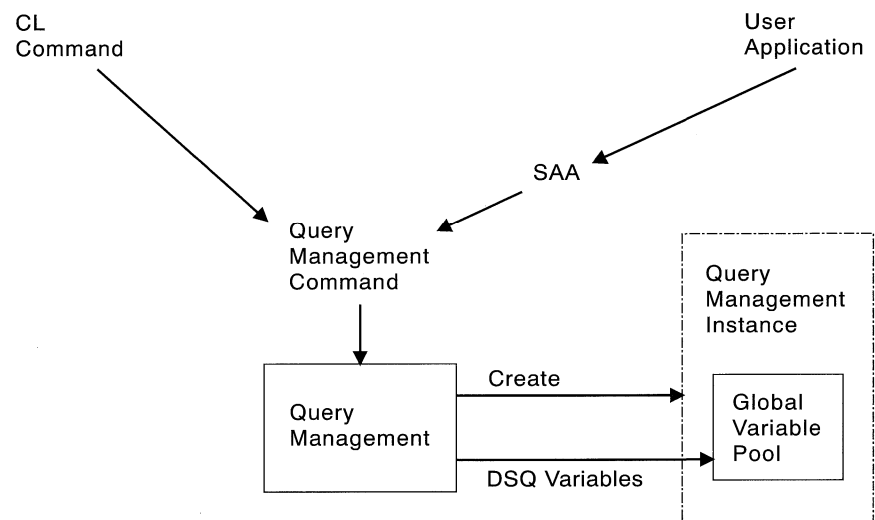 CL
Command
User
Application
SAA
Query
Management
Command
Query
Management
Instance
Create
Query
Management
Global
Variable
Pool
DSQ Variables